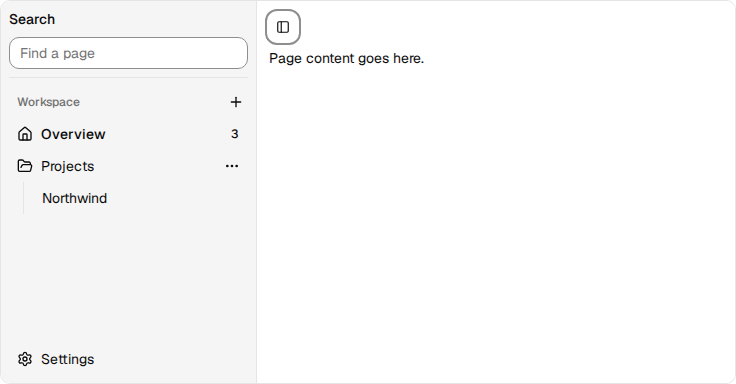 Search
Find a page
Workspace
Overview 3
Projects
Northwind
Settings
Page content goes here.